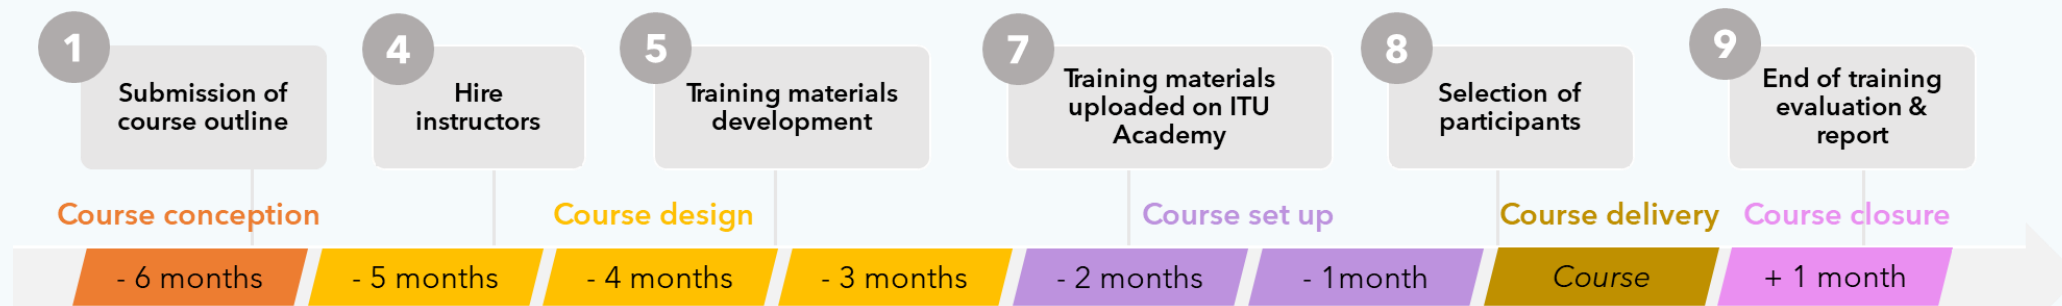 1
Submission of
course outline
4
Hire
instructors
5
Training materials
development
7
Training materials
uploaded on ITU
Academy
8
Selection of
participants
9
End of training
evaluation &
report
Course conception
Course design
Course set up
Course delivery
Course closure
- 6 months
- 5 months
- 4 months
- 3 months
- 2 months
- 1month
Course
+ 1 month